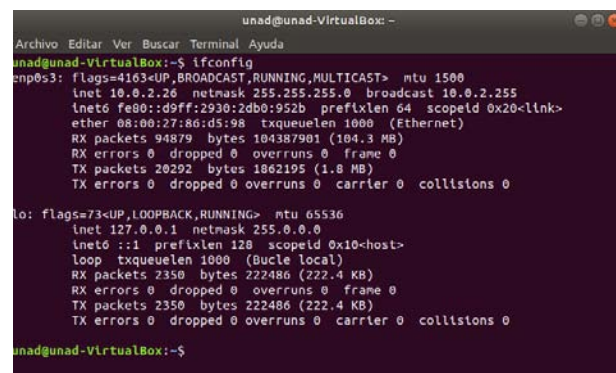 unad@unad-VirtualBox: ~
Archivo Editar Ver Buscar Terminal Ayuda
unad@unad-VirtualBox:~$ ifconfig
enp0s3: flags=4163<UP,BROADCAST,RUNNING,MULTICAST> mtu 1500
inet 10.0.2.26 netmask 255.255.255.0 broadcast 10.0.2.255
inet6 fe80::d9ff:2930:2db0:952b prefixlen 64 scopeid 0x20<link>
ether 08:00:27:86:d5:98 txqueuelen 1000 (Ethernet)
RX packets 94879 bytes 104387901 (104.3 MB)
RX errors 0 dropped 0 overruns 0 frame 0
TX packets 20292 bytes 1862195 (1.8 MB)
TX errors 0 dropped 0 overruns 0 carrier 0 collisions 0
lo: flags=73<UP,LOOPBACK,RUNNING> mtu 65536
inet 127.0.0.1 netmask 255.0.0.0
inet6 ::1 prefixlen 128 scopeid 0x10<host>
loop txqueuelen 1000 (Bucle local)
RX packets 2350 bytes 222486 (222.4 KB)
RX errors 0 dropped 0 overruns 0 frame 0
TX packets 2350 bytes 222486 (222.4 KB)
TX errors 0 dropped 0 overruns 0 carrier 0 collisions 0
unad@unad-VirtualBox:~$